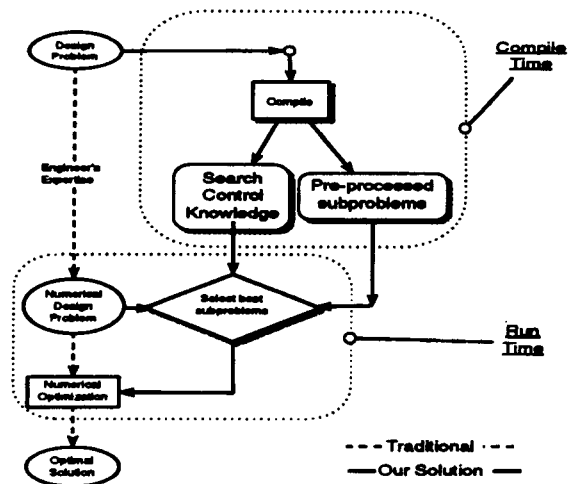 Design
Problem
Compile
Time
Compile
Engineer's
Expertise
Search
Control
Knowledge
Pre-processed
subproblems
Numerical
Design
Problem
Select best
subproblems
Run
Time
Numerical
Optimization
Optimal
Solution
Traditional
Our Solution